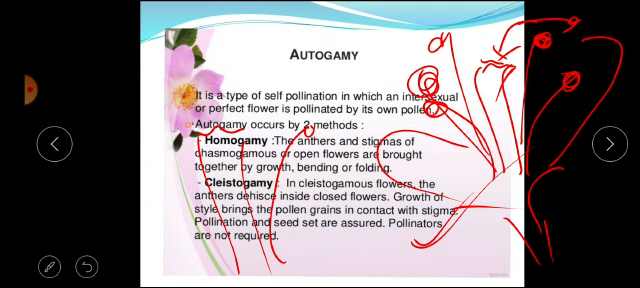 AUTOGAMY
It is a type of self pollination in which an intersexual
or perfect flower is pollinated by its own pollen.
Autogamy occurs by 2 methods :
- Homogamy :The anthers and stigmas of
chasmogamous or open flowers are brought
together by growth, bending or folding.
- Cleistogamy : In cleistogamous flowers, the
anthers dehisce inside closed flowers. Growth of
style brings the pollen grains in contact with stigma.
Pollination and seed set are assured. Pollinators
are not required.